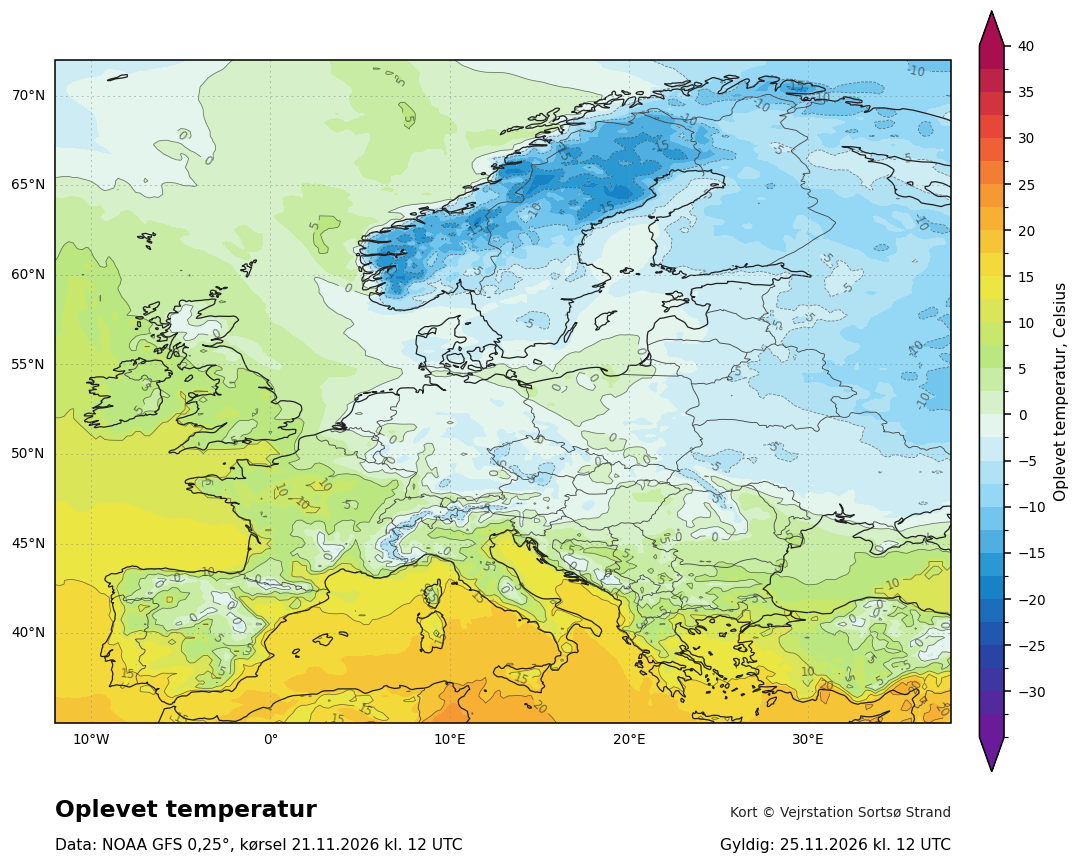 70°N
65°N
60°N
55°N
50°N
45°N
40°N
10°W
0°
10°E
20°E
30°E
40
35
30
25
20
15
10
5
0
−5
−10
−15
−20
−25
−30
Oplevet temperatur, Celsius
Oplevet temperatur
Kort © Vejrstation Sortsø Strand
Data: NOAA GFS 0,25°, kørsel 21.11.2026 kl. 12 UTC
Gyldig: 25.11.2026 kl. 12 UTC